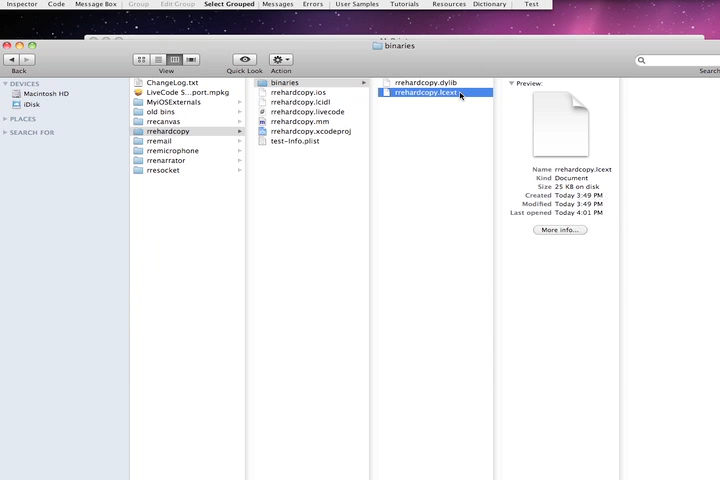 Inspector Code Message Box Group Edit Group Select Grouped Messages Errors User Samples Tutorials Resources Dictionary Test
binaries
Back View Quick Look Action Search
DEVICES
Macintosh HD
iDisk
PLACES
SEARCH FOR
ChangeLog.txt
LiveCode S...port.mpkg
MyiOSExternals
old bins
rrecanvas
rrehardcopy
rremail
rremicrophone
rrenarrator
rresocket
binaries
rrehardcopy.ios
rrehardcopy.lcidl
rrehardcopy.livecode
rrehardcopy.mm
rrehardcopy.xcodeproj
test-Info.plist
rrehardcopy.dylib
rrehardcopy.lcext
Preview:
Name rrehardcopy.lcext
Kind Document
Size 25 KB on disk
Created Today 3:49 PM
Modified Today 3:49 PM
Last opened Today 4:01 PM
More info...